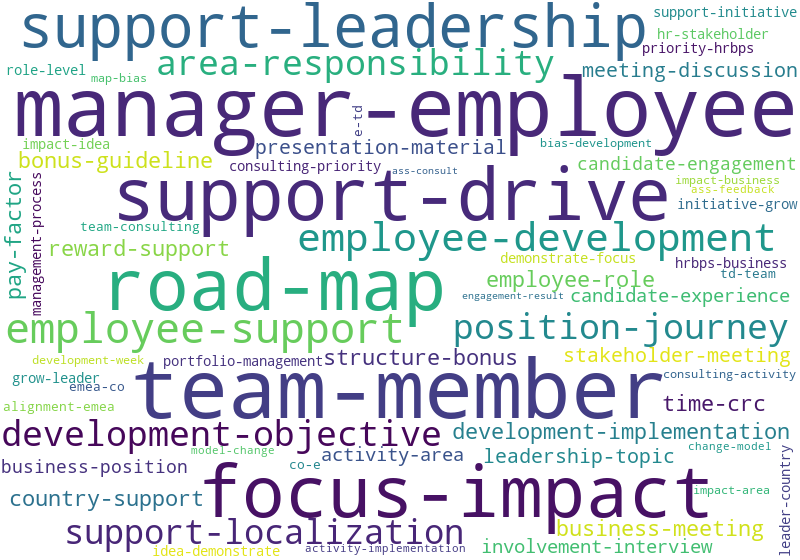 support-leadership
support-initiative
hr-stakeholder
priority-hrbps
area-responsibility
role-level
map-bias
meeting-discussion
manager-employee
e-td
impact-idea
presentation-material
bias-development
bonus-guideline
consulting-priority
ass-consult
candidate-engagement
pay-factor
management-process
support-drive
impact-business
ass-feedback
initiative-grow
team-consulting
reward-support
employee-development
demonstrate-focus
hrbps-business
td-team
road-map
employee-role
engagement-result
candidate-experience
employee-support
position-journey
development-week
portfolio-management
structure-bonus
stakeholder-meeting
grow-leader
emea-co
team-member
consulting-activity
alignment-emea
time-crc
development-objective
development-implementation
model-change
change-model
business-position
co-e
activity-area
leadership-topic
leader-country
country-support
focus-impact
impact-area
support-localization
business-meeting
idea-demonstrate
activity-implementation
involvement-interview